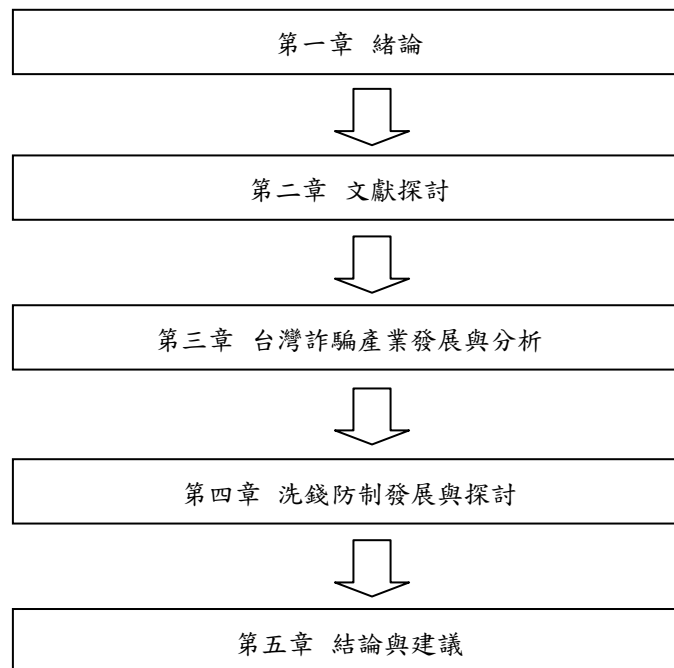 第一章 緒論
第二章 文獻探討
第三章 台灣詐騙產業發展與分析
第四章 洗錢防制發展與探討
第五章 結論與建議